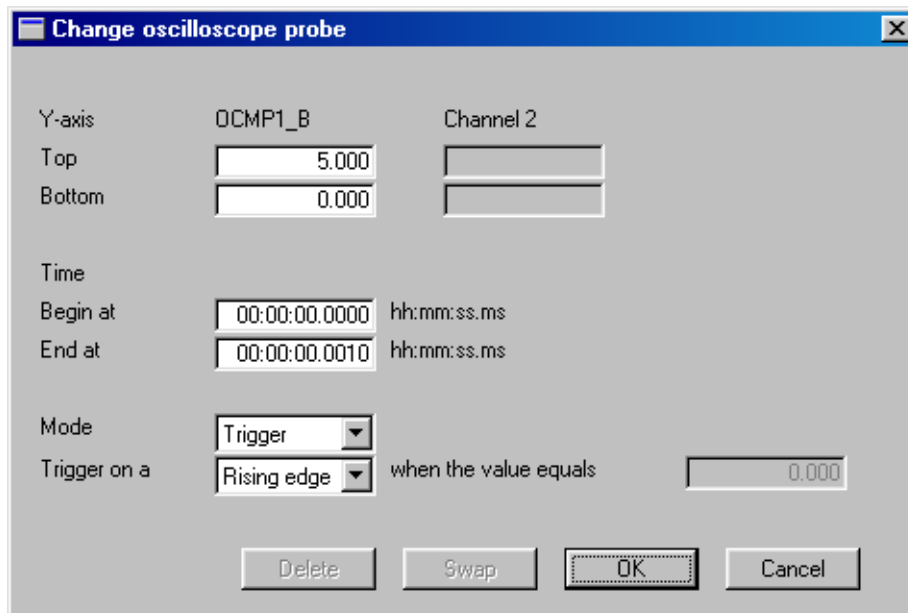 Change oscilloscope probe
Y-axis OCMP1_B Channel 2
Top 5.000
Bottom 0.000
Time
Begin at 00:00:00.0000 hh:mm:ss.ms
End at 00:00:00.0010 hh:mm:ss.ms
Mode Trigger
Trigger on a Rising edge when the value equals 0.000
Delete Swap OK Cancel